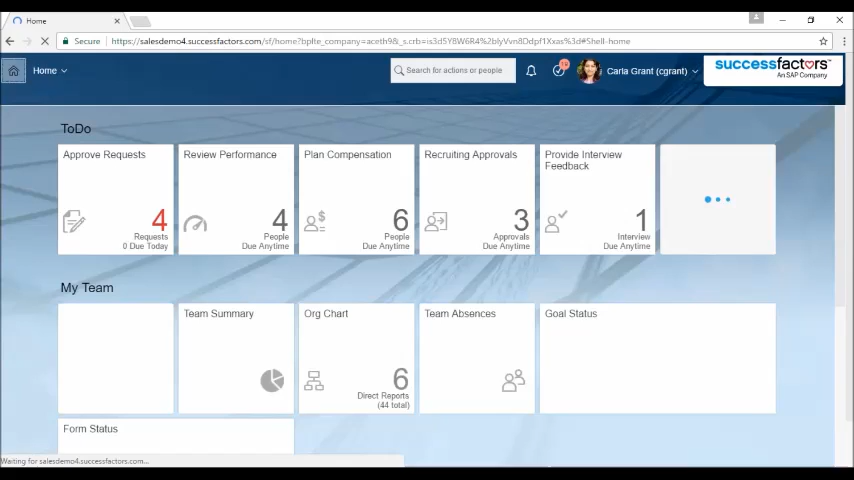 Home
Secure https://salesdemo4.successfactors.com/sf/home?bplte_company=aceth9&_s.crb=is3d5Y8W6R4%2blyVvn8Ddpf1Xxas%3d#Shell-home
Home
Search for actions or people
19
Carla Grant (cgrant)
successfactors™
An SAP Company
ToDo
Approve Requests
4
Requests
0 Due Today
Review Performance
4
People
Due Anytime
Plan Compensation
$
6
People
Due Anytime
Recruiting Approvals
3
Approvals
Due Anytime
Provide Interview
Feedback
1
Interview
Due Anytime
My Team
Team Summary
Org Chart
6
Direct Reports
(44 total)
Team Absences
Goal Status
Form Status
Waiting for salesdemo4.successfactors.com...